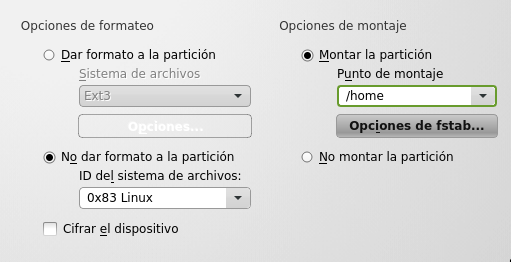 Opciones de formateo
Dar formato a la partición
Sistema de archivos
Ext3
Opciones...
No dar formato a la partición
ID del sistema de archivos:
0x83 Linux
Cifrar el dispositivo
Opciones de montaje
Montar la partición
Punto de montaje
/home
Opciones de fstab...
No montar la partición